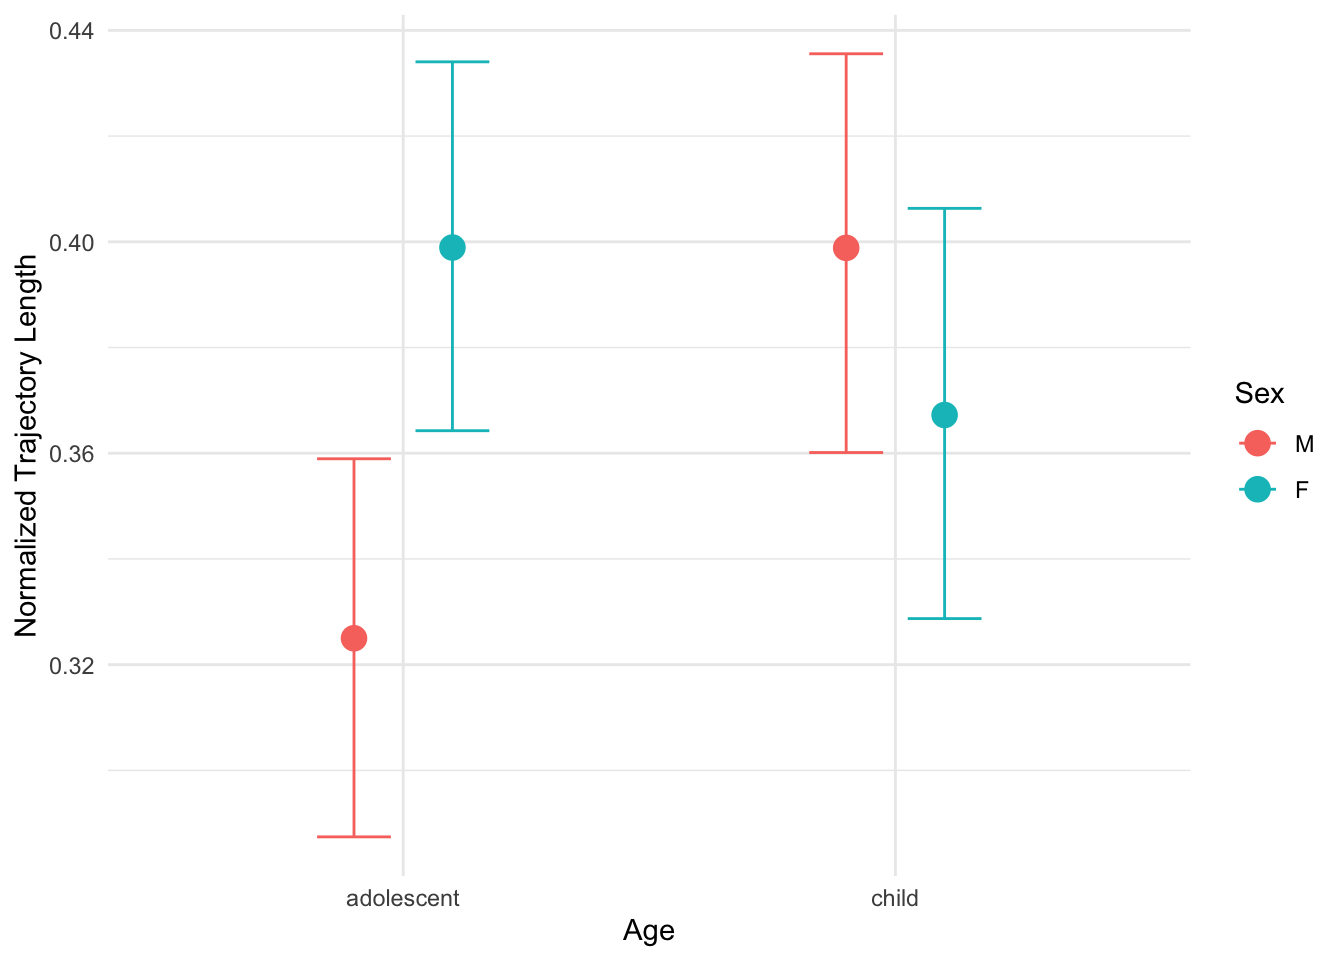 0.44
0.40
0.36
0.32
Normalized Trajectory Length
adolescent
child
Age
Sex
M
F